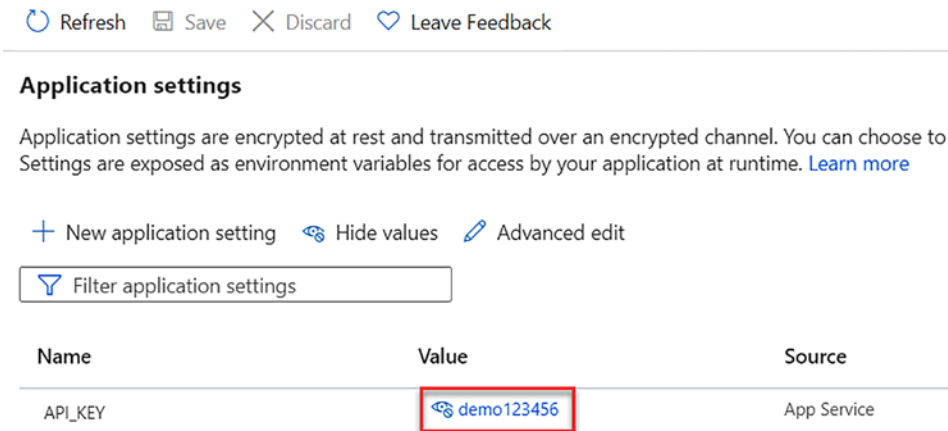 Refresh Save Discard Leave Feedback
Application settings
Application settings are encrypted at rest and transmitted over an encrypted channel. You can choose to
Settings are exposed as environment variables for access by your application at runtime. Learn more
New application setting Hide values Advanced edit
Filter application settings
Name Value Source
API_KEY demo123456 App Service